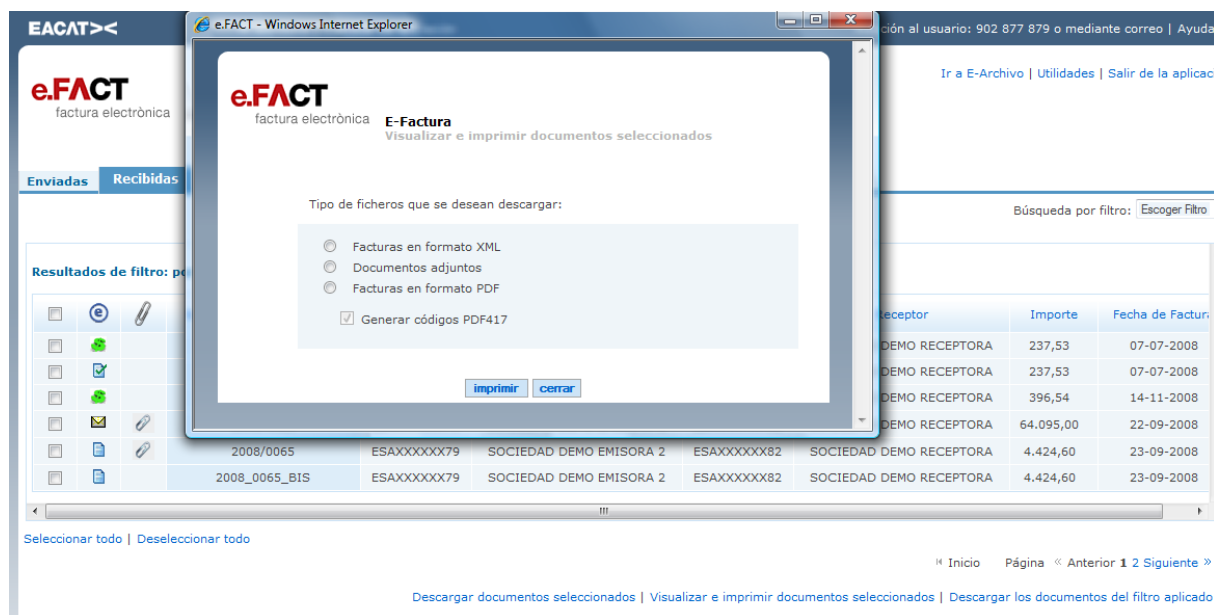 EACAT><
e.FACT - Windows Internet Explorer
ción al usuario: 902 877 879 o mediante correo | Ayuda
Ir a E-Archivo | Utilidades | Salir de la aplicac
e.FACT
factura electrònica
e.FACT
factura electrònica
E-Factura
Visualizar e imprimir documentos seleccionados
Enviadas Recibidas
Tipo de ficheros que se desean descargar:
Búsqueda por filtro: Escoger Filtro
Facturas en formato XML
Documentos adjuntos
Facturas en formato PDF
Generar códigos PDF417
imprimir cerrar
Resultados de filtro:
Receptor Importe Fecha de Factura
DEMO RECEPTORA 237,53 07-07-2008
DEMO RECEPTORA 237,53 07-07-2008
DEMO RECEPTORA 396,54 14-11-2008
DEMO RECEPTORA 64.095,00 22-09-2008
2008/0065 ESAXXXXXX79 SOCIEDAD DEMO EMISORA 2 ESAXXXXXX82 SOCIEDAD DEMO RECEPTORA 4.424,60 23-09-2008
2008_0065_BIS ESAXXXXXX79 SOCIEDAD DEMO EMISORA 2 ESAXXXXXX82 SOCIEDAD DEMO RECEPTORA 4.424,60 23-09-2008
Seleccionar todo | Deseleccionar todo
Inicio Página « Anterior 1 2 Siguiente »
Descargar documentos seleccionados | Visualizar e imprimir documentos seleccionados | Descargar los documentos del filtro aplicado